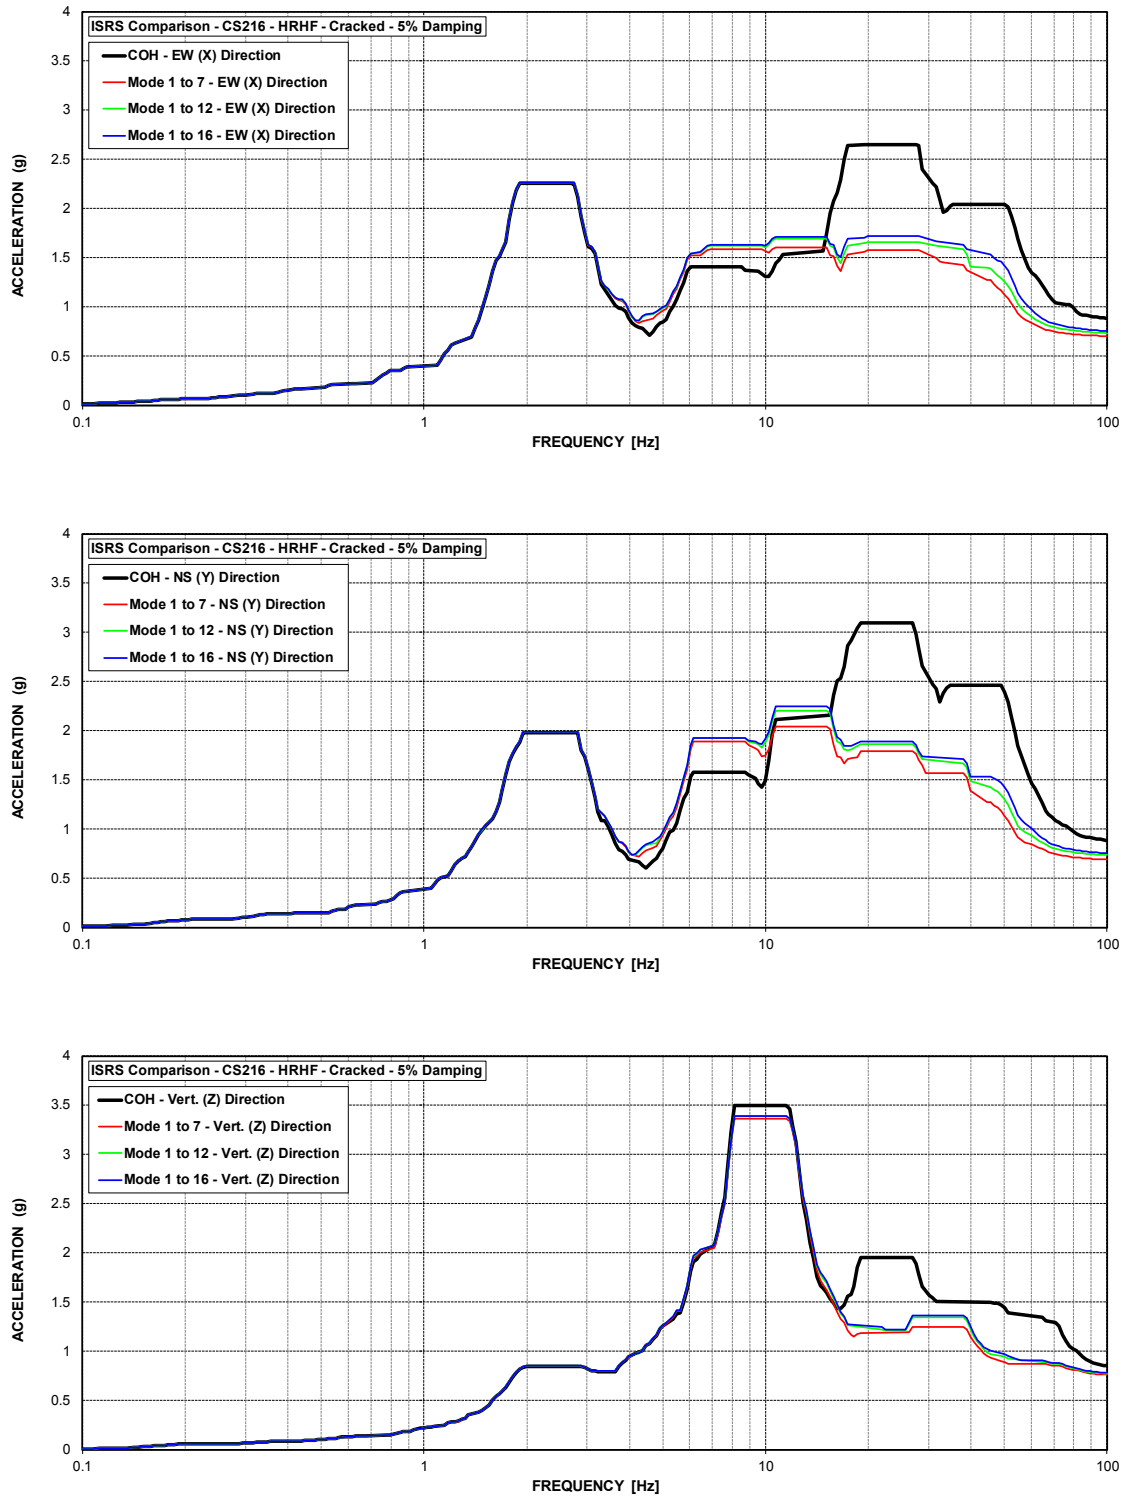 ISRS Comparison - CS216 - HRHF - Cracked - 5% Damping
COH - EW (X) Direction
Mode 1 to 7 - EW (X) Direction
Mode 1 to 12 - EW (X) Direction
Mode 1 to 16 - EW (X) Direction
ACCELERATION (g)
4
3.5
3
2.5
2
1.5
1
0.5
0
0.1
1
10
100
FREQUENCY [Hz]
ISRS Comparison - CS216 - HRHF - Cracked - 5% Damping
COH - NS (Y) Direction
Mode 1 to 7 - NS (Y) Direction
Mode 1 to 12 - NS (Y) Direction
Mode 1 to 16 - NS (Y) Direction
ACCELERATION (g)
4
3.5
3
2.5
2
1.5
1
0.5
0
0.1
1
10
100
FREQUENCY [Hz]
ISRS Comparison - CS216 - HRHF - Cracked - 5% Damping
COH - Vert. (Z) Direction
Mode 1 to 7 - Vert. (Z) Direction
Mode 1 to 12 - Vert. (Z) Direction
Mode 1 to 16 - Vert. (Z) Direction
ACCELERATION (g)
4
3.5
3
2.5
2
1.5
1
0.5
0
0.1
1
10
100
FREQUENCY [Hz]